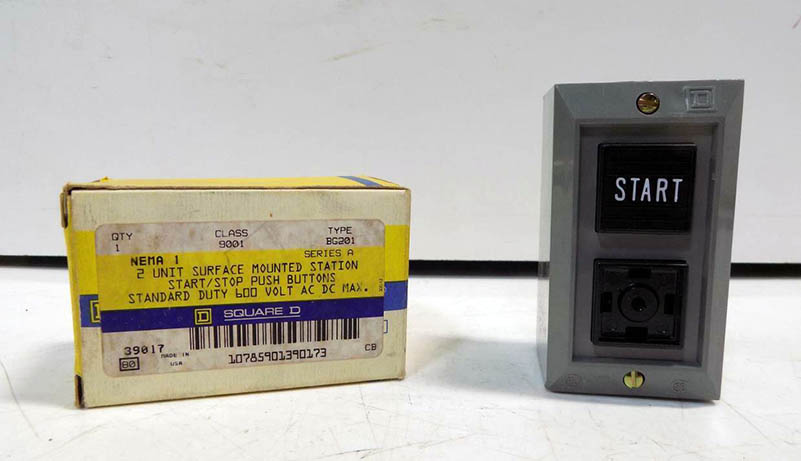 QTY CLASS TYPE
1 9001 BG201
SERIES A
NEMA 1
2 UNIT SURFACE MOUNTED STATION
START/STOP PUSH BUTTONS
STANDARD DUTY 600 VOLT AC DC MAX.
D SQUARE D
39017
80
MADE IN
USA
10785901390173
CB
START